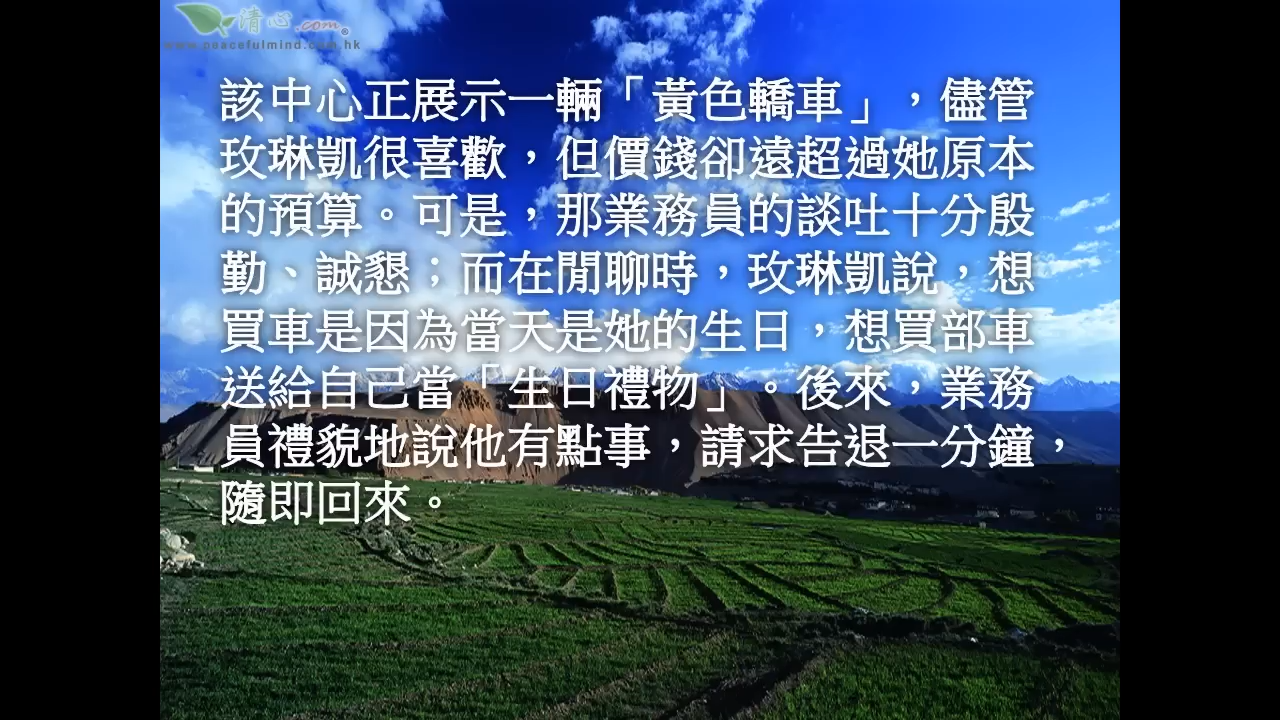 清心.com®
www.peacefulmind.com.hk
該中心正展示一輛「黃色轎車」，儘管
玫琳凱很喜歡，但價錢卻遠超過她原本
的預算。可是，那業務員的談吐十分殷
勤、誠懇；而在閒聊時，玫琳凱說，想
買車是因為當天是她的生日，想買部車
送給自己當「生日禮物」。後來，業務
員禮貌地說他有點事，請求告退一分鐘，
隨即回來。